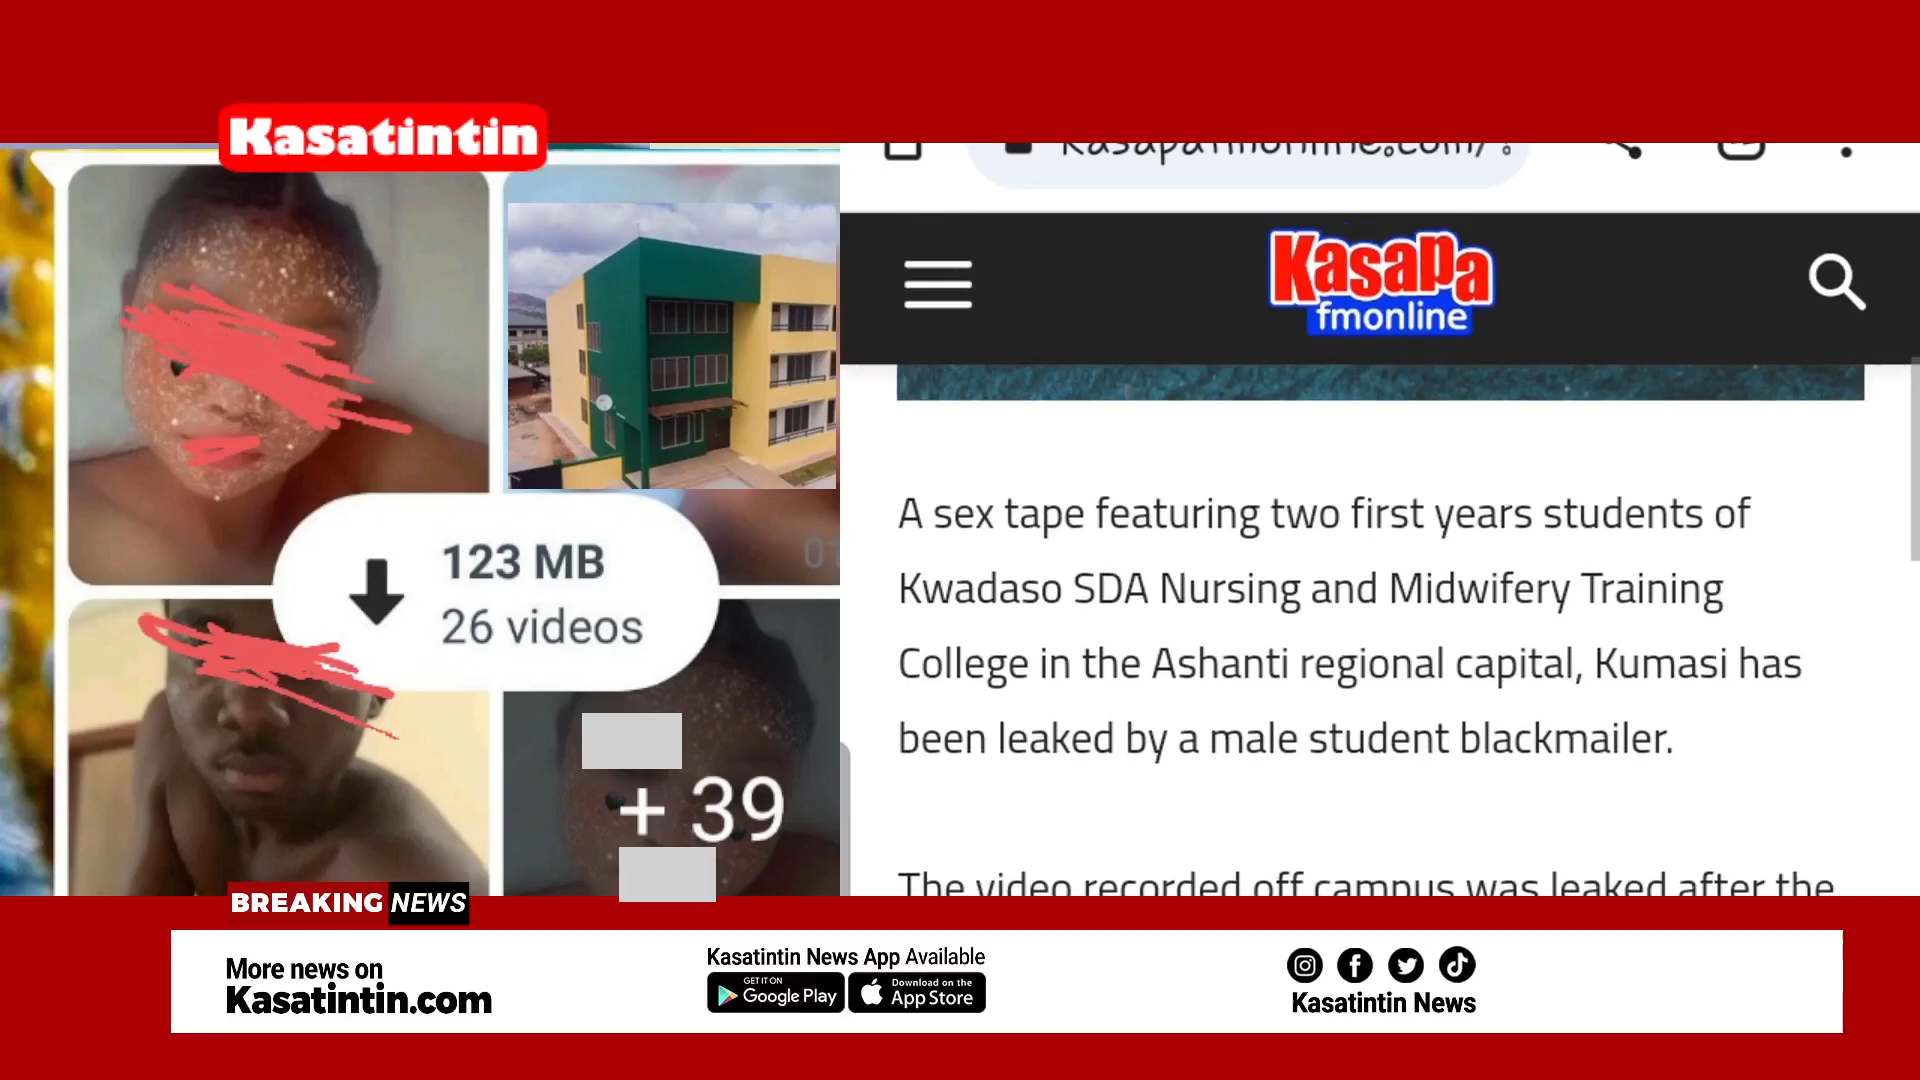 Kasatintin
kasapafmonline.com/
Kasapa
fmonline
123 MB
26 videos
+ 39
A sex tape featuring two first years students of
Kwadaso SDA Nursing and Midwifery Training
College in the Ashanti regional capital, Kumasi has
been leaked by a male student blackmailer.
The video recorded off campus was leaked after the
BREAKING NEWS
More news on
Kasatintin.com
Kasatintin News App Available
GET IT ON
Google Play
Download on the
App Store
Kasatintin News